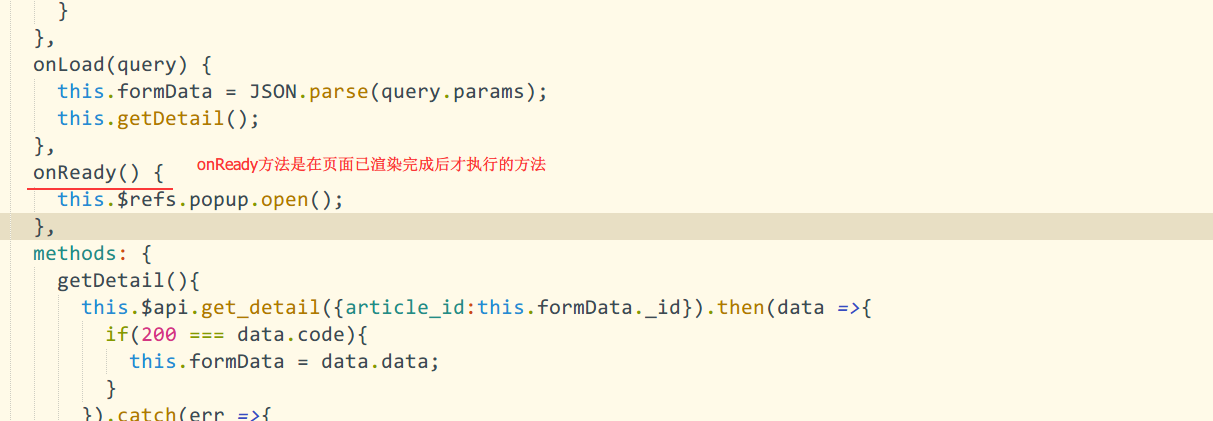 }
},
onLoad(query) {
this.formData = JSON.parse(query.params);
this.getDetail();
},
onReady() { onReady方法是在页面已渲染完成后才执行的方法
this.$refs.popup.open();
},
methods: {
getDetail(){
this.$api.get_detail({article_id:this.formData._id}).then(data =>{
if(200 === data.code){
this.formData = data.data;
}
}).catch(err =>{